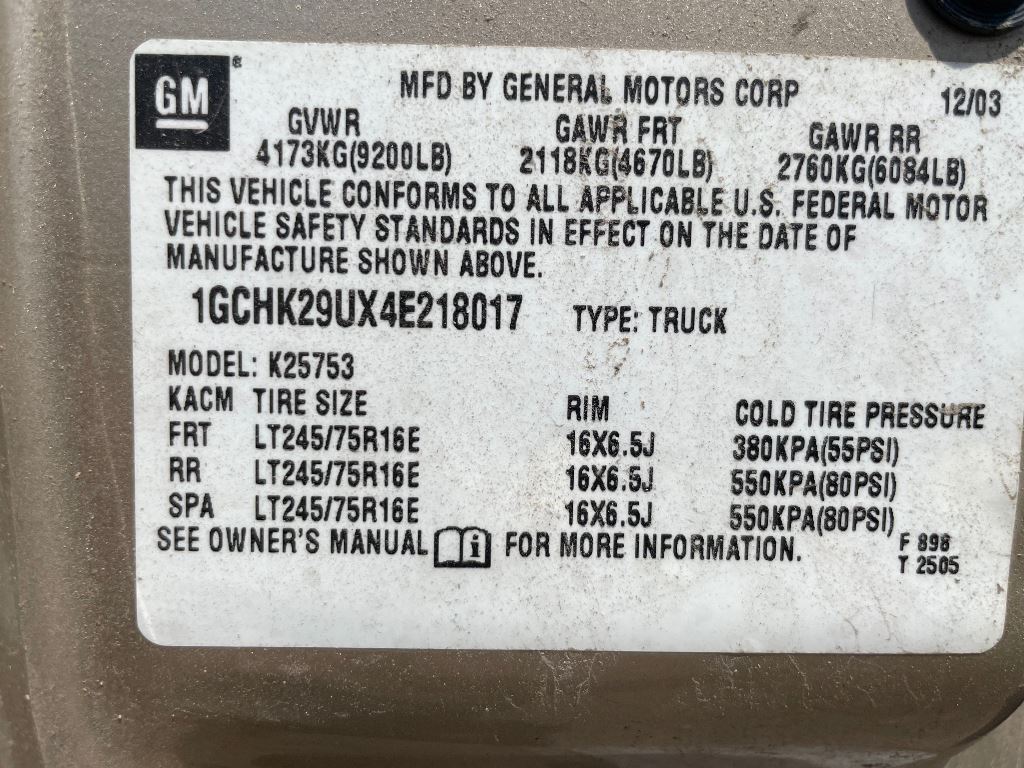 GM®
MFD BY GENERAL MOTORS CORP 12/03
GVWR GAWR FRT GAWR RR
4173KG(9200LB) 2118KG(4670LB) 2760KG(6084LB)
THIS VEHICLE CONFORMS TO ALL APPLICABLE U.S. FEDERAL MOTOR
VEHICLE SAFETY STANDARDS IN EFFECT ON THE DATE OF
MANUFACTURE SHOWN ABOVE.
1GCHK29UX4E218017 TYPE: TRUCK
MODEL: K25753
KACM TIRE SIZE RIM COLD TIRE PRESSURE
FRT LT245/75R16E 16X6.5J 380KPA(55PSI)
RR LT245/75R16E 16X6.5J 550KPA(80PSI)
SPA LT245/75R16E 16X6.5J 550KPA(80PSI)
SEE OWNER'S MANUAL i FOR MORE INFORMATION. F 898
T 2505